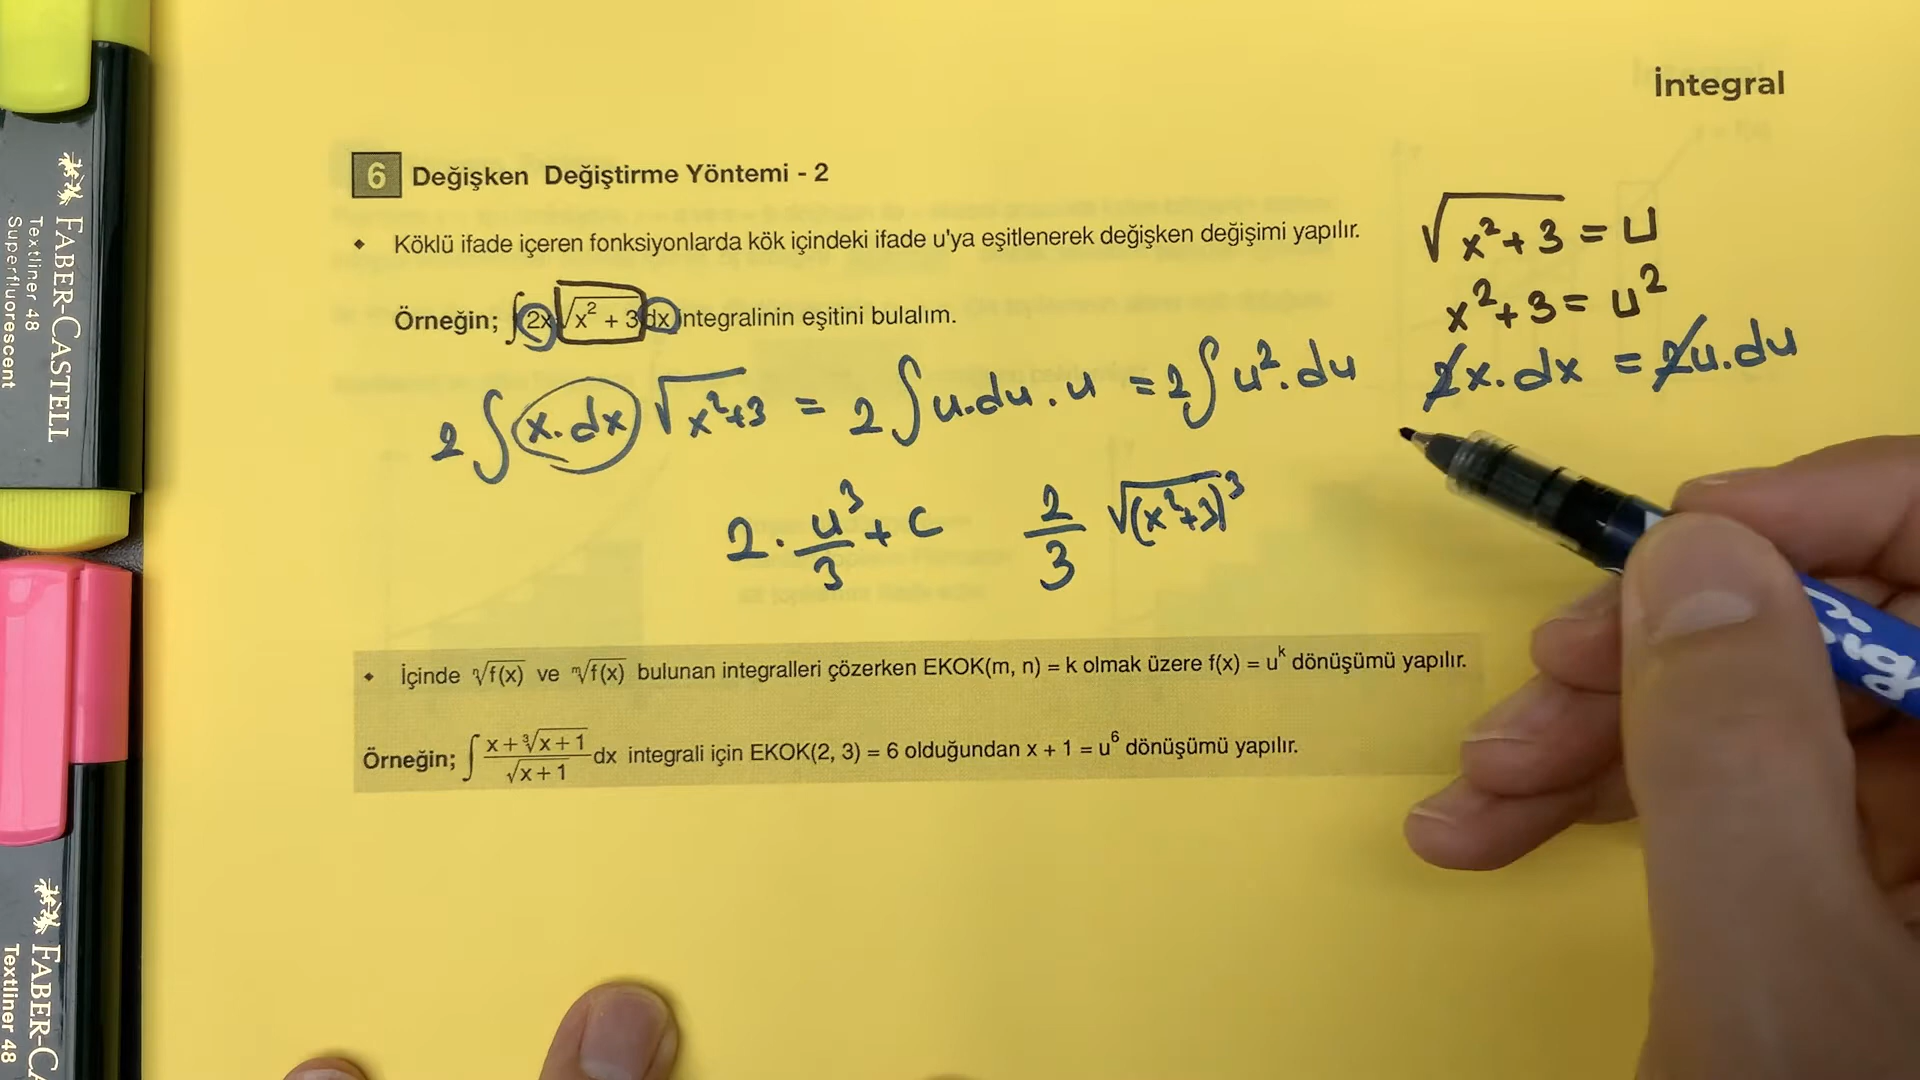 İntegral
6 Değişken Değiştirme Yöntemi - 2
• Köklü ifade içeren fonksiyonlarda kök içindeki ifade u'ya eşitlenerek değişken değişimi yapılır.
Örneğin; ∫2x√(x² + 3) dx integralinin eşitini bulalım.
√(x²+3) = u
x²+3 = u²
2x.dx = 2u.du
2∫x.dx √(x²+3) = 2∫u.du.u = 2∫u².du
2.u³/3 + c  2/3 √(x²+3)³
• İçinde ⁿ√f(x) ve ᵐ√f(x) bulunan integralleri çözerken EKOK(m, n) = k olmak üzere f(x) = uᵏ dönüşümü yapılır.
Örneğin; ∫ (x+³√(x+1))/√(x+1) dx integrali için EKOK(2, 3) = 6 olduğundan x + 1 = u⁶ dönüşümü yapılır.
FABER-CASTELL
Textliner 48
Superfluorescent
FABER-CA
Textliner 48